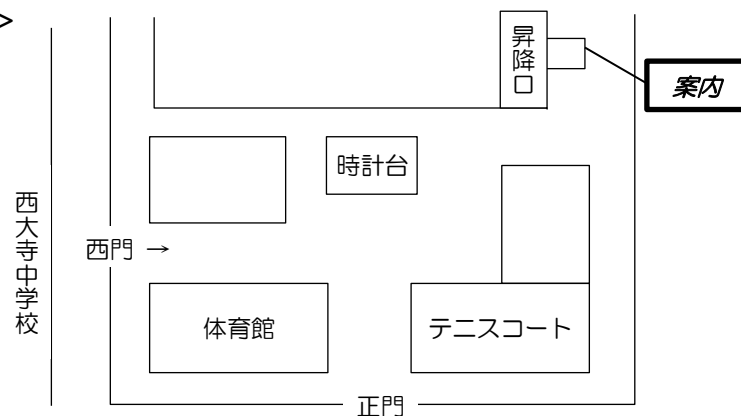 >
昇降口
案内
時計台
西大寺中学校
西門 →
体育館
テニスコート
正門